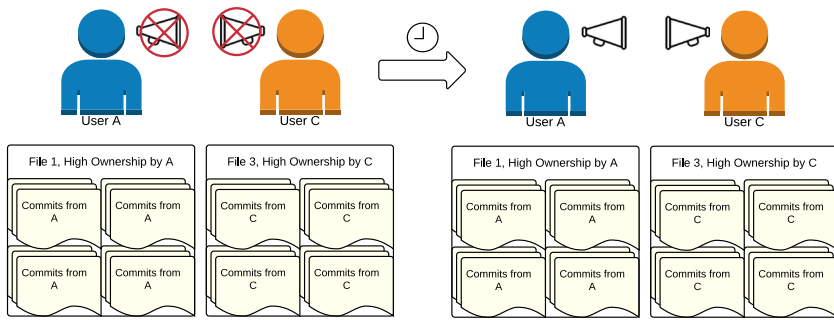 User A
User C
User A
User C
File 1, High Ownership by A
Commits from
A
Commits from
A
Commits from
A
Commits from
A
File 3, High Ownership by C
Commits from
C
Commits from
C
Commits from
C
Commits from
C
File 1, High Ownership by A
Commits from
A
Commits from
A
Commits from
A
Commits from
A
File 3, High Ownership by C
Commits from
C
Commits from
C
Commits from
C
Commits from
C